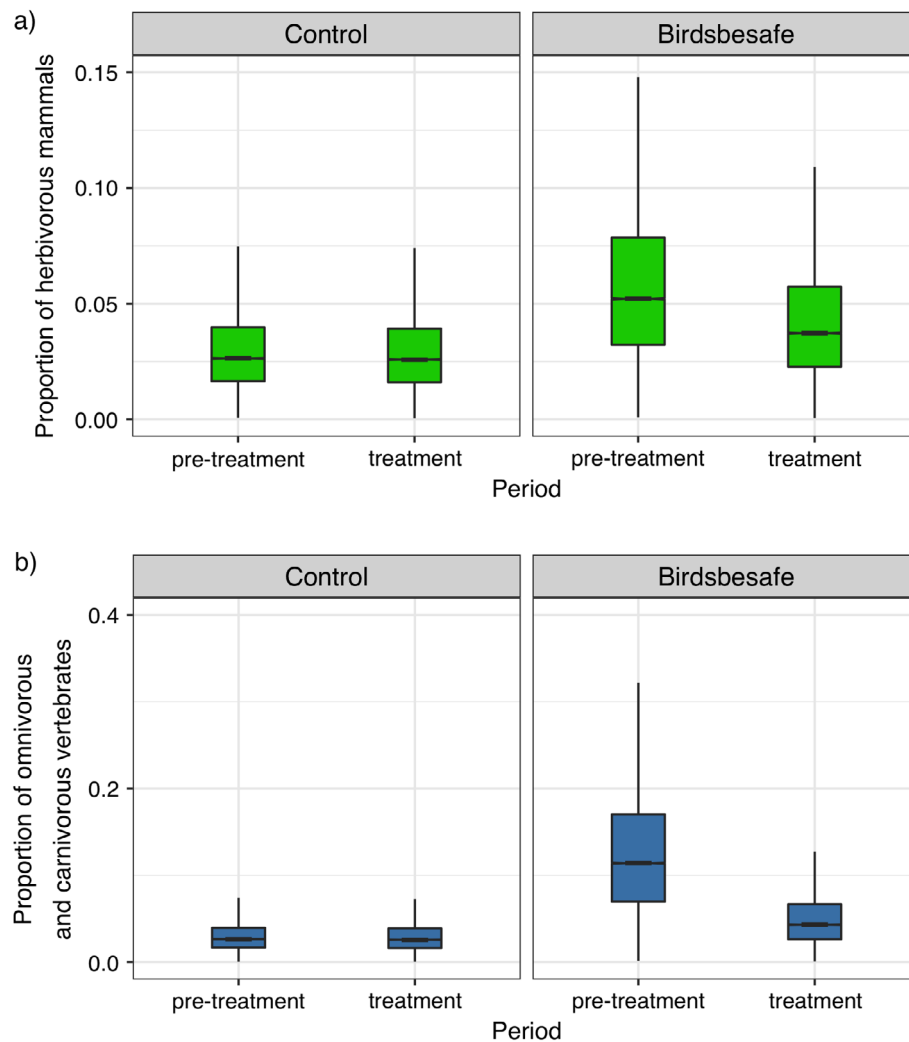 a)
Control
Birdsbesafe
Proportion of herbivorous mammals
0.15
0.10
0.05
0.00
pre-treatment
treatment
pre-treatment
treatment
Period
b)
Control
Birdsbesafe
Proportion of omnivorous
and carnivorous vertebrates
0.4
0.2
0.0
pre-treatment
treatment
pre-treatment
treatment
Period